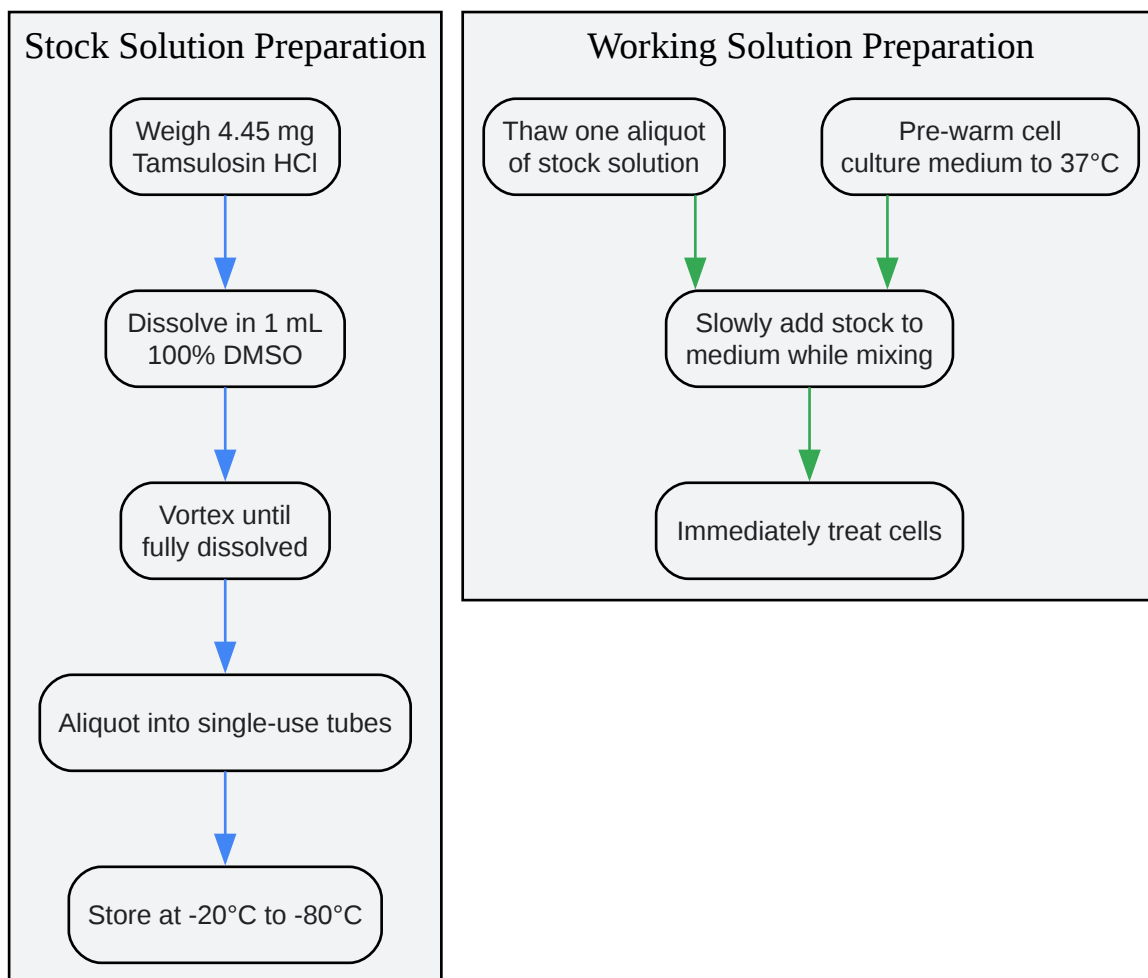 Stock Solution Preparation
Weigh 4.45 mg
Tamsulosin HCl
Dissolve in 1 mL
100% DMSO
Vortex until
fully dissolved
Aliquot into single-use tubes
Store at -20°C to -80°C
Working Solution Preparation
Thaw one aliquot
of stock solution
Pre-warm cell
culture medium to 37°C
Slowly add stock to
medium while mixing
Immediately treat cells